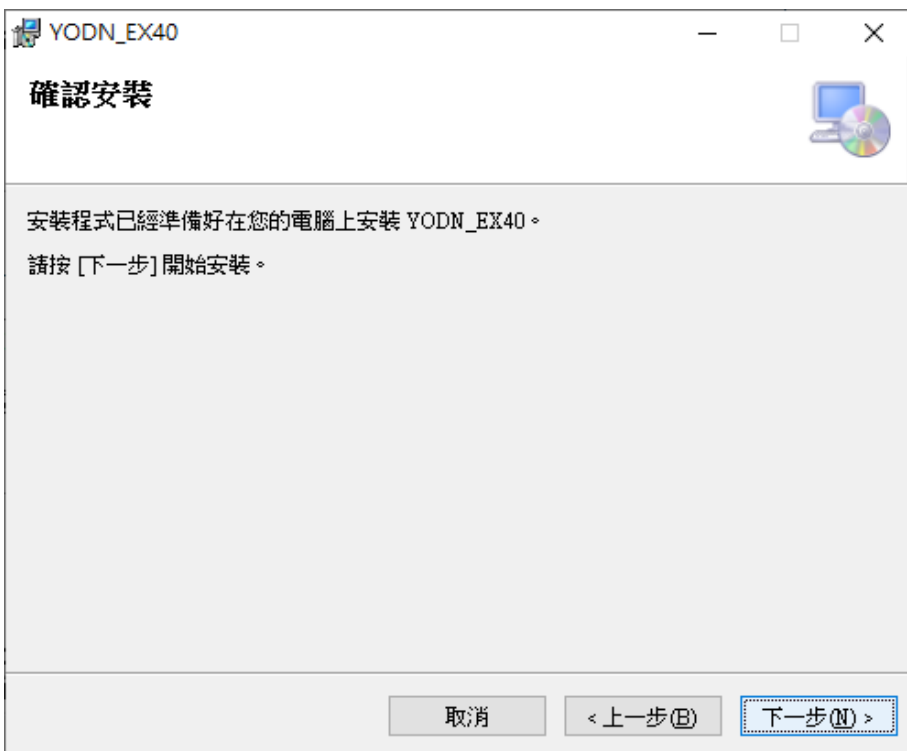 YODN_EX40
確認安裝
安裝程式已經準備好在您的電腦上安裝 YODN_EX40。
請按 [下一步] 開始安裝。
取消
<上一步(B)
下一步(N) >